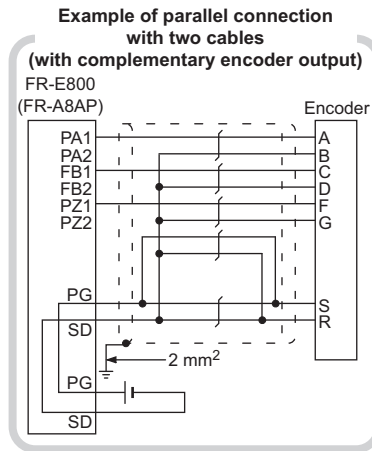 Example of parallel connection
with two cables
(with complementary encoder output)
FR-E800
(FR-A8AP)
Encoder
PA1
PA2
FB1
FB2
PZ1
PZ2
PG
SD
PG
SD
A
B
C
D
F
G
S
R
2 mm²